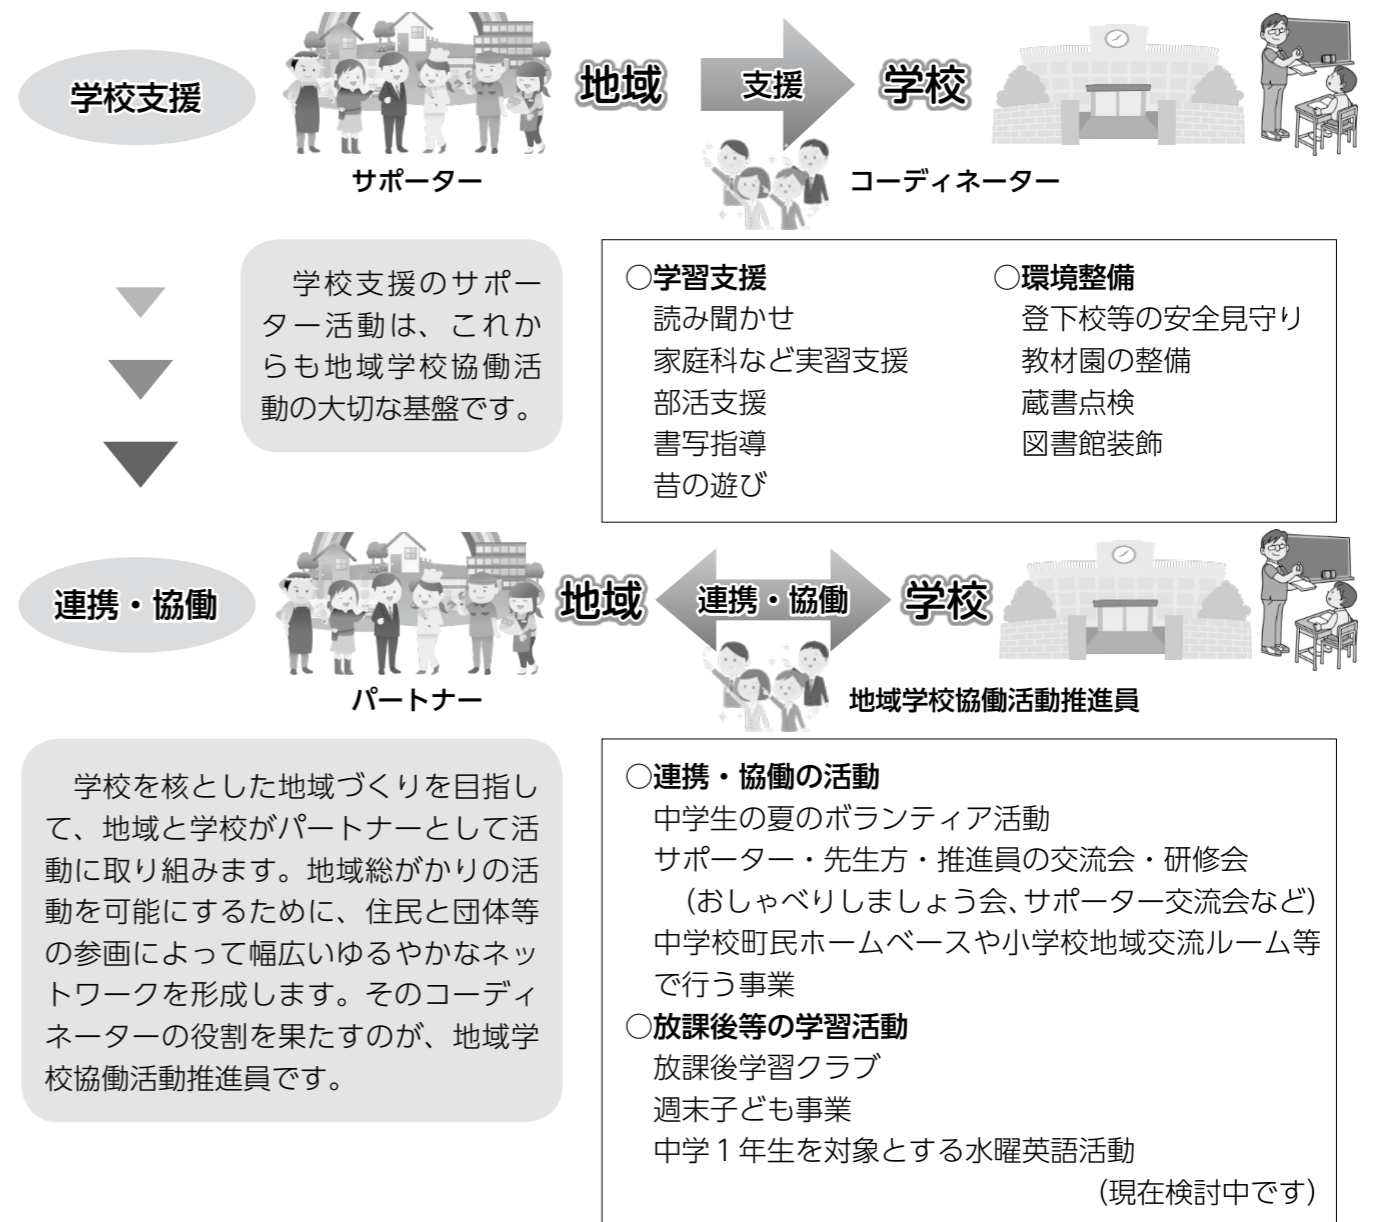 学校支援
サポーター
地域
支援
学校
コーディネーター
学校支援のサポー
ター活動は、これか
らも地域学校協働活
動の大切な基盤です。
○学習支援
読み聞かせ
家庭科など実習支援
部活支援
書写指導
昔の遊び
○環境整備
登下校等の安全見守り
教材園の整備
蔵書点検
図書館装飾
連携・協働
パートナー
地域
連携・協働
学校
地域学校協働活動推進員
学校を核とした地域づくりを目指し
て、地域と学校がパートナーとして活
動に取り組みます。地域総がかりの活
動を可能にするために、住民と団体等
の参画によって幅広いゆるやかなネッ
トワークを形成します。そのコーディ
ネーターの役割を果たすのが、地域学
校協働活動推進員です。
○連携・協働の活動
中学生の夏のボランティア活動
サポーター・先生方・推進員の交流会・研修会
（おしゃべりしましょう会、サポーター交流会など）
中学校町民ホームベースや小学校地域交流ルーム等
で行う事業
○放課後等の学習活動
放課後学習クラブ
週末子ども事業
中学１年生を対象とする水曜英語活動
（現在検討中です）